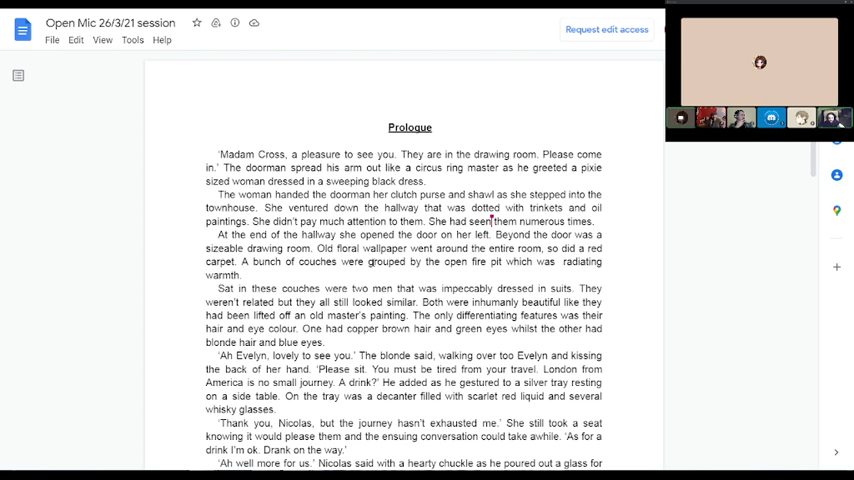 Open Mic 26/3/21 session
File Edit View Tools Help
Request edit access
Prologue
'Madam Cross, a pleasure to see you. They are in the drawing room. Please come
in.' The doorman spread his arm out like a circus ring master as he greeted a pixie
sized woman dressed in a sweeping black dress.
The woman handed the doorman her clutch purse and shawl as she stepped into the
townhouse. She ventured down the hallway that was dotted with trinkets and oil
paintings. She didn't pay much attention to them. She had seen them numerous times.
At the end of the hallway she opened the door on her left. Beyond the door was a
sizeable drawing room. Old floral wallpaper went around the entire room, so did a red
carpet. A bunch of couches were grouped by the open fire pit which was radiating
warmth.
Sat in these couches were two men that was impeccably dressed in suits. They
weren't related but they all still looked similar. Both were inhumanly beautiful like they
had been lifted off an old master's painting. The only differentiating features was their
hair and eye colour. One had copper brown hair and green eyes whilst the other had
blonde hair and blue eyes.
'Ah Evelyn, lovely to see you.' The blonde said, walking over too Evelyn and kissing
the back of her hand. 'Please sit. You must be tired from your travel. London from
America is no small journey. A drink?' He added as he gestured to a silver tray resting
on a side table. On the tray was a decanter filled with scarlet red liquid and several
whisky glasses.
'Thank you, Nicolas, but the journey hasn't exhausted me.' She still took a seat
knowing it would please them and the ensuing conversation could take awhile. 'As for a
drink I'm ok. Drank on the way.'
'Ah well more for us.' Nicolas said with a hearty chuckle as he poured out a glass for